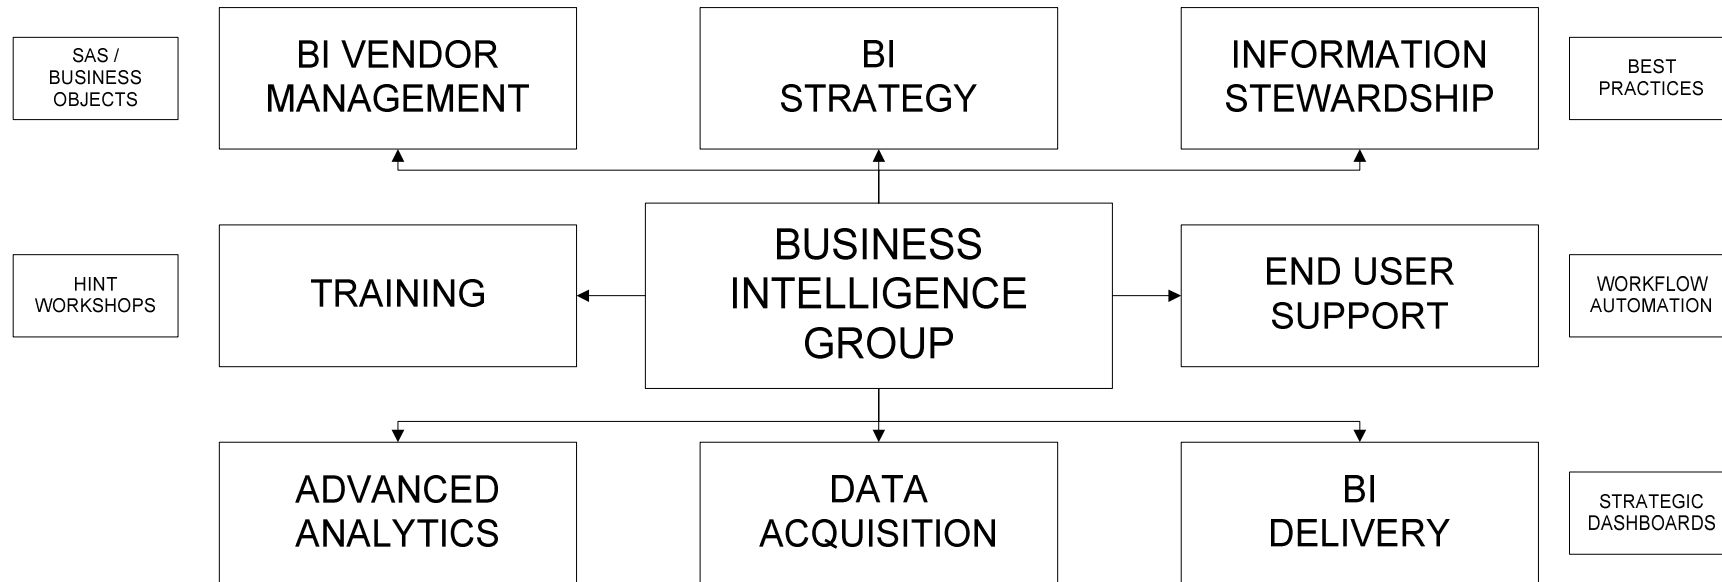 SAS /
BUSINESS
OBJECTS
BI VENDOR
MANAGEMENT
BI
STRATEGY
INFORMATION
STEWARDSHIP
BEST
PRACTICES
HINT
WORKSHOPS
TRAINING
BUSINESS
INTELLIGENCE
GROUP
END USER
SUPPORT
WORKFLOW
AUTOMATION
ADVANCED
ANALYTICS
DATA
ACQUISITION
BI
DELIVERY
STRATEGIC
DASHBOARDS